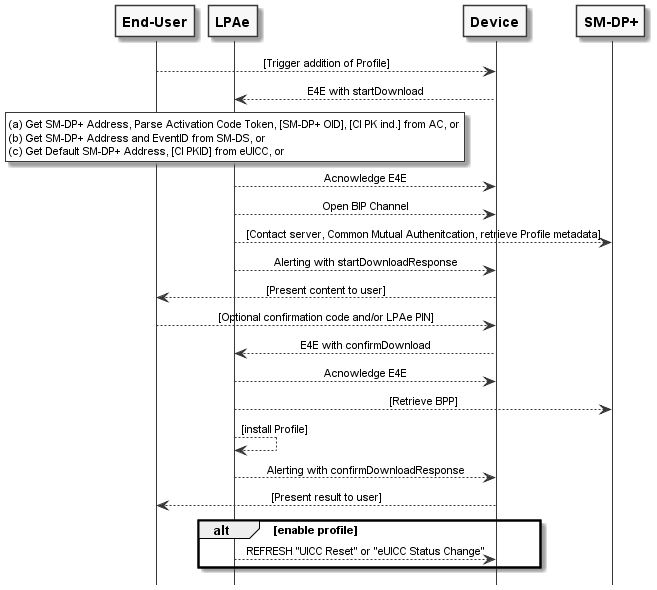 End-User LPAe Device SM-DP+
[Trigger addition of Profile]
E4E with startDownload
(a) Get SM-DP+ Address, Parse Activation Code Token, [SM-DP+ OID], [CI PK ind.] from AC, or
(b) Get SM-DP+ Address and EventID from SM-DS, or
(c) Get Default SM-DP+ Address, [CI PKID] from eUICC, or
Acnowledge E4E
Open BIP Channel
[Contact server, Common Mutual Authenitcation, retrieve Profile metadata]
Alerting with startDownloadResponse
[Present content to user]
[Optional confirmation code and/or LPAe PIN]
E4E with confirmDownload
Acnowledge E4E
[Retrieve BPP]
[install Profile]
Alerting with confirmDownloadResponse
[Present result to user]
alt [enable profile]
REFRESH "UICC Reset" or "eUICC Status Change"